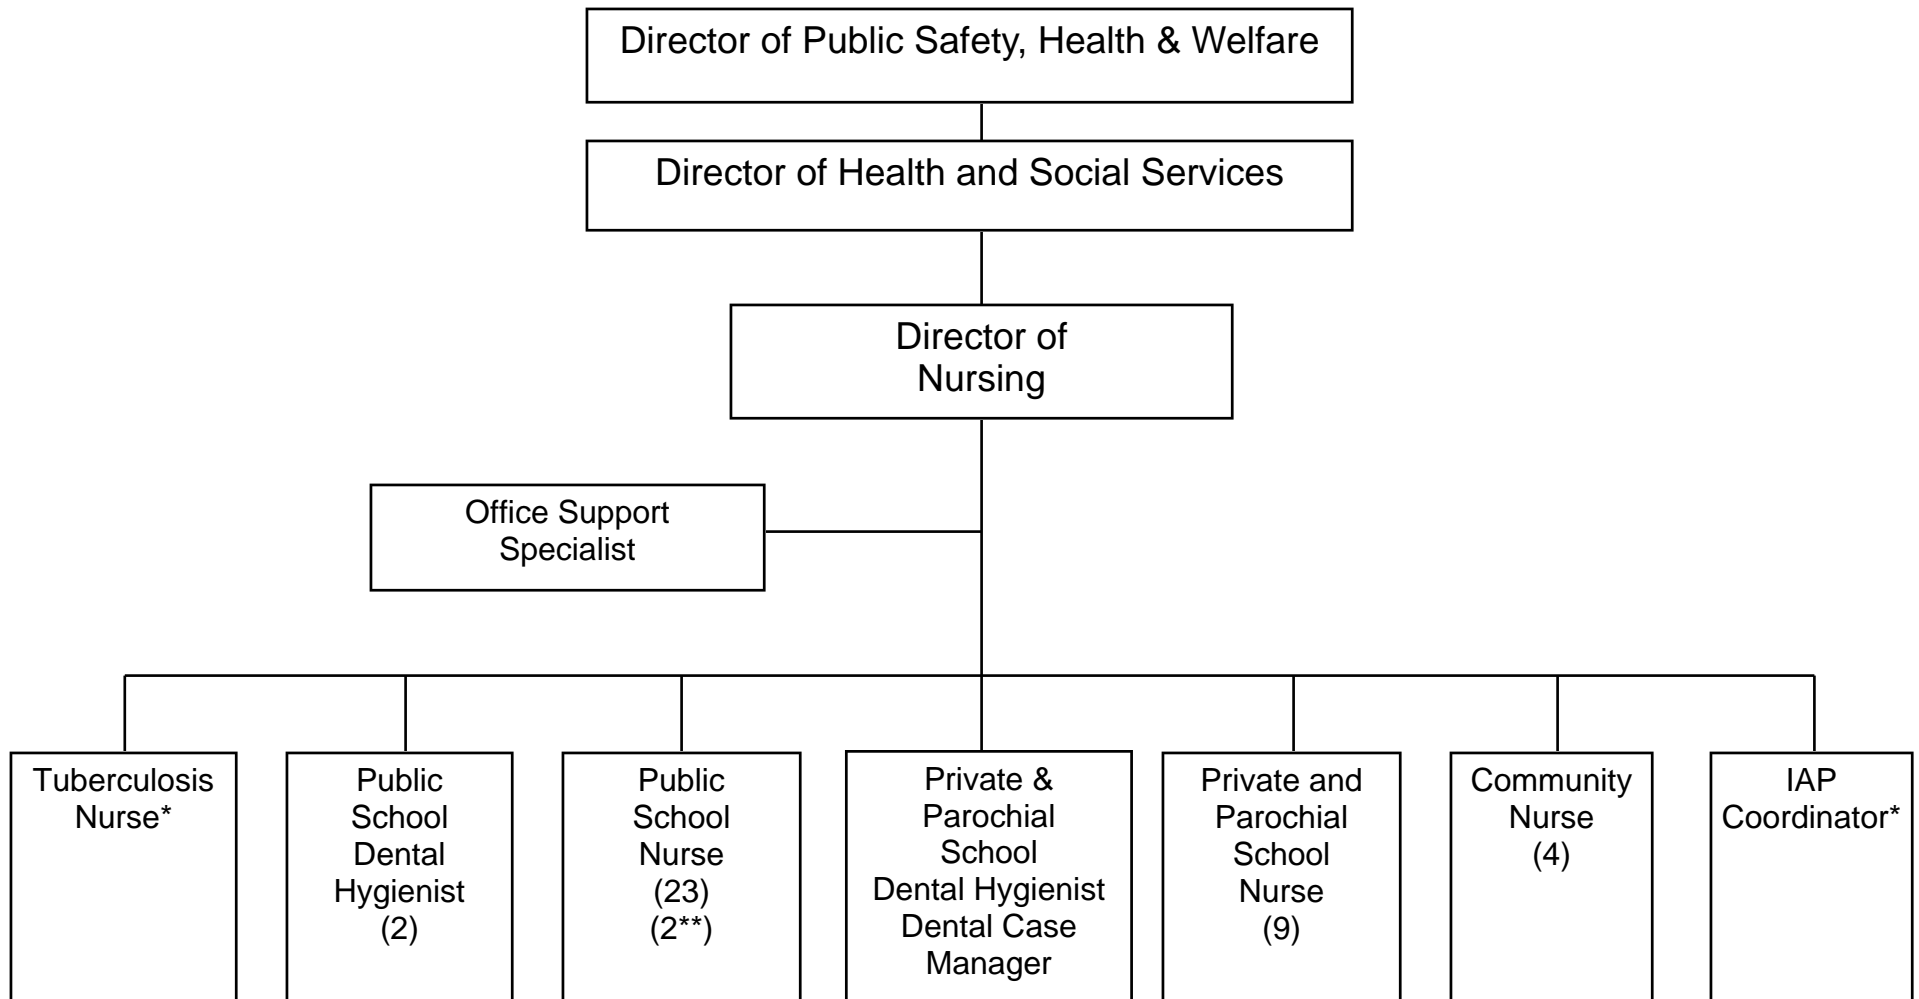 Director of Public Safety, Health & Welfare
Director of Health and Social Services
Director of
Nursing
Office Support
Specialist
Tuberculosis
Nurse*
Public
School
Dental
Hygienist
(2)
Public
School
Nurse
(23)
(2**)
Private &
Parochial
School
Dental Hygienist
Dental Case
Manager
Private and
Parochial
School
Nurse
(9)
Community
Nurse
(4)
IAP
Coordinator*